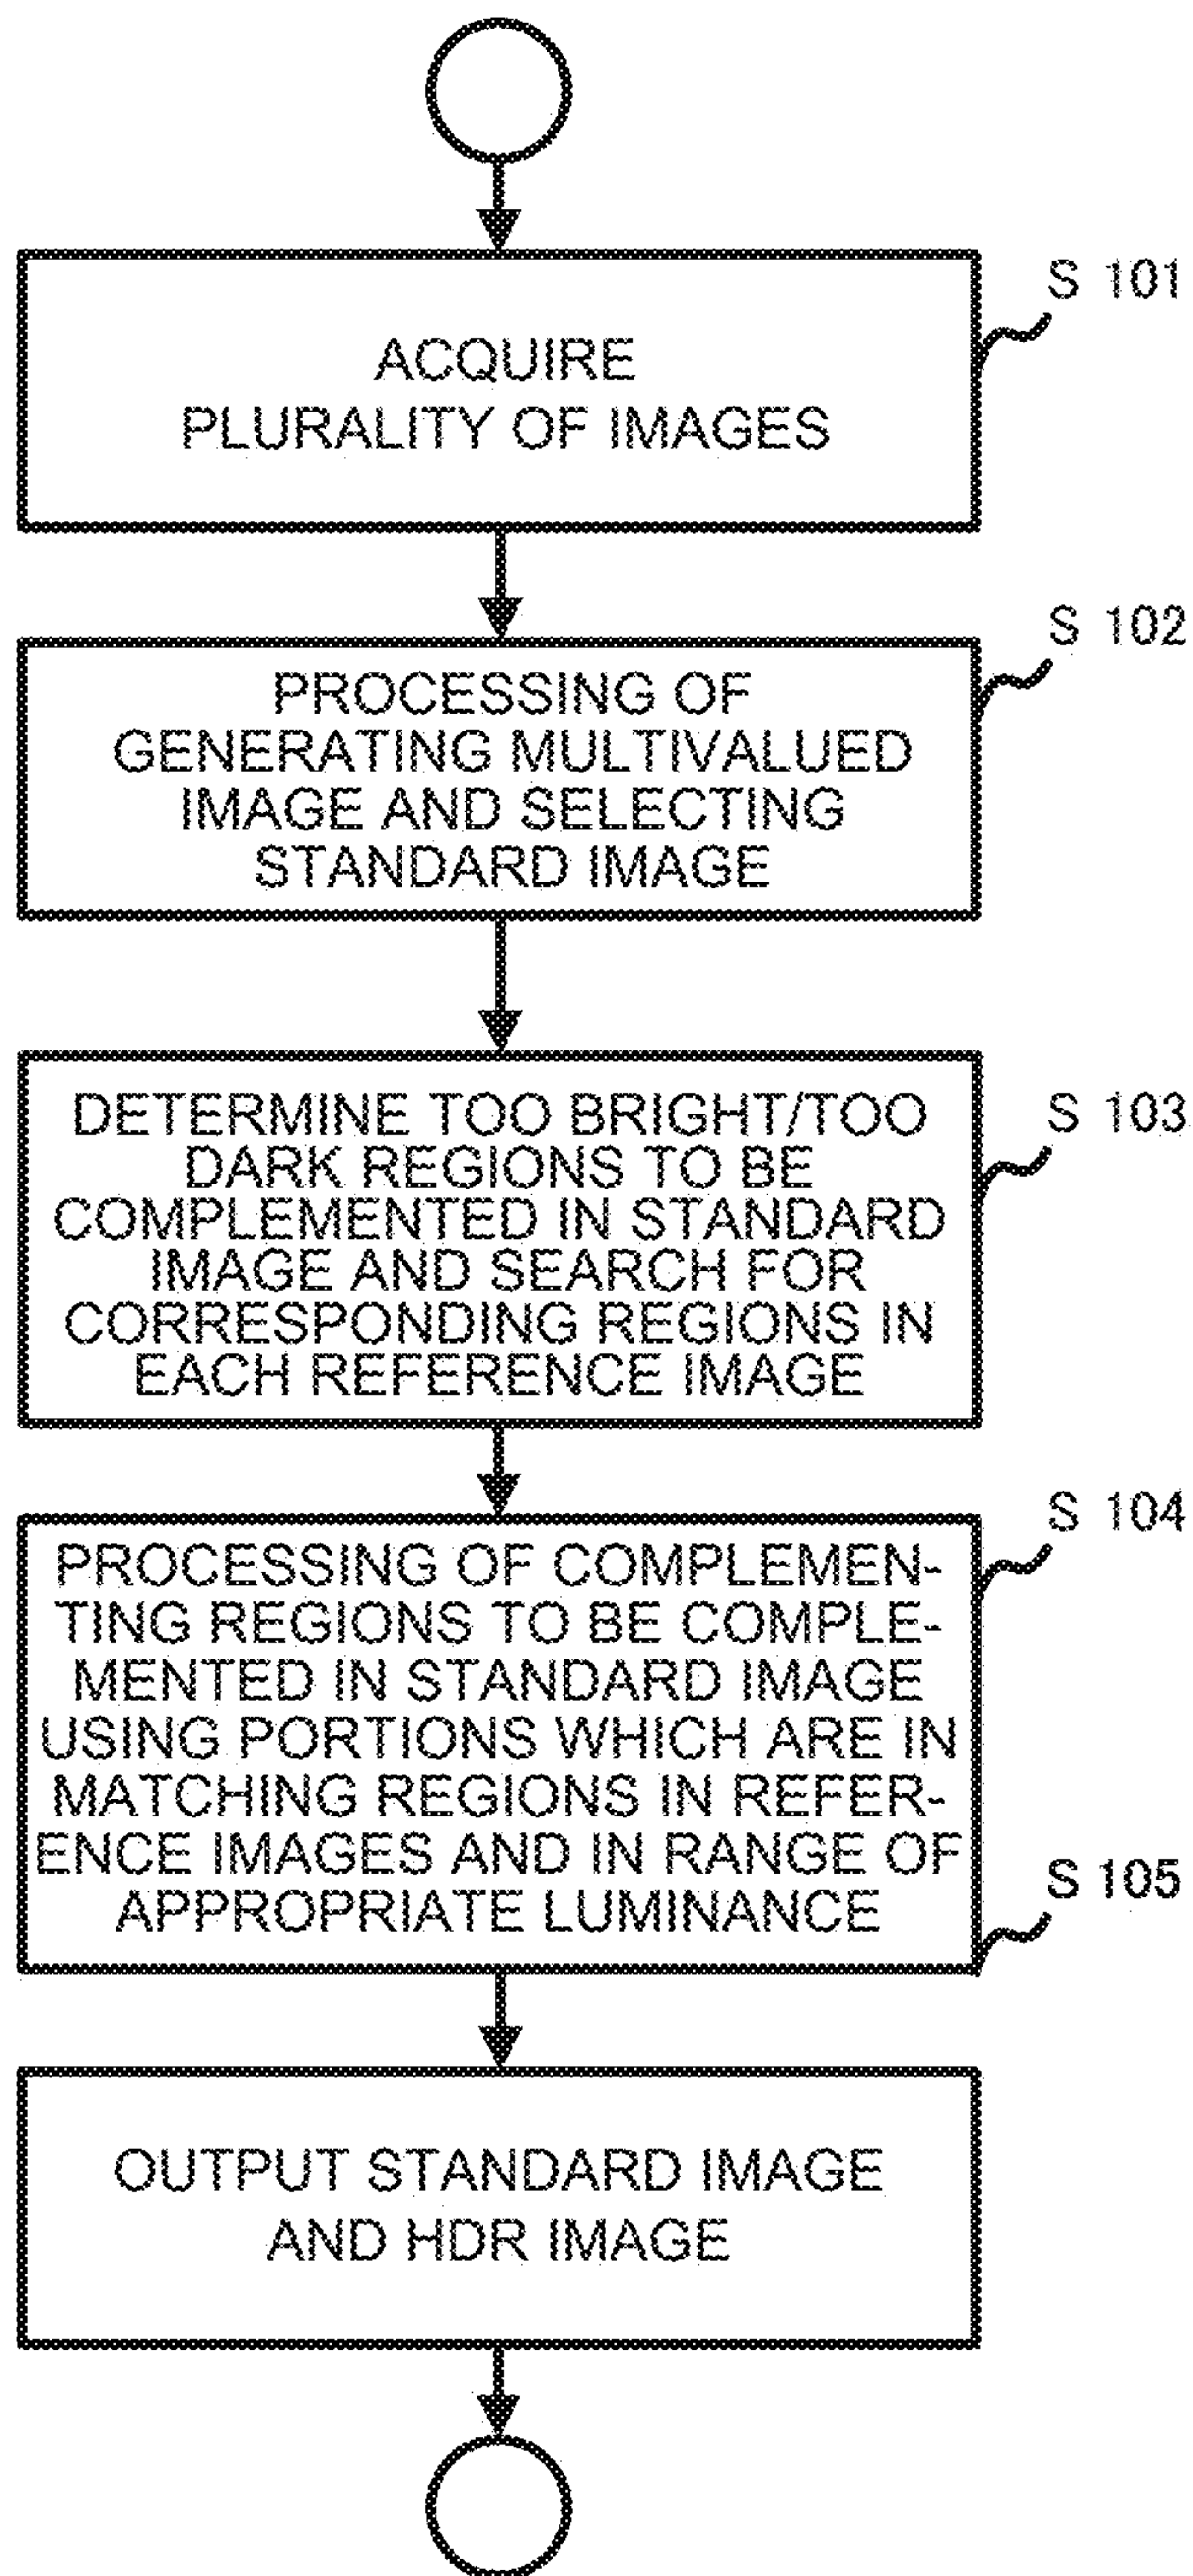 S 101
ACQUIRE
PLURALITY OF IMAGES
S 102
PROCESSING OF
GENERATING MULTIVALUED
IMAGE AND SELECTING
STANDARD IMAGE
S 103
DETERMINE TOO BRIGHT/TOO
DARK REGIONS TO BE
COMPLEMENTED IN STANDARD
IMAGE AND SEARCH FOR
CORRESPONDING REGIONS IN
EACH REFERENCE IMAGE
S 104
PROCESSING OF COMPLEMEN-
TING REGIONS TO BE COMPLE-
MENTED IN STANDARD IMAGE
USING PORTIONS WHICH ARE IN
MATCHING REGIONS IN REFER-
ENCE IMAGES AND IN RANGE OF
APPROPRIATE LUMINANCE
S 105
OUTPUT STANDARD IMAGE
AND HDR IMAGE